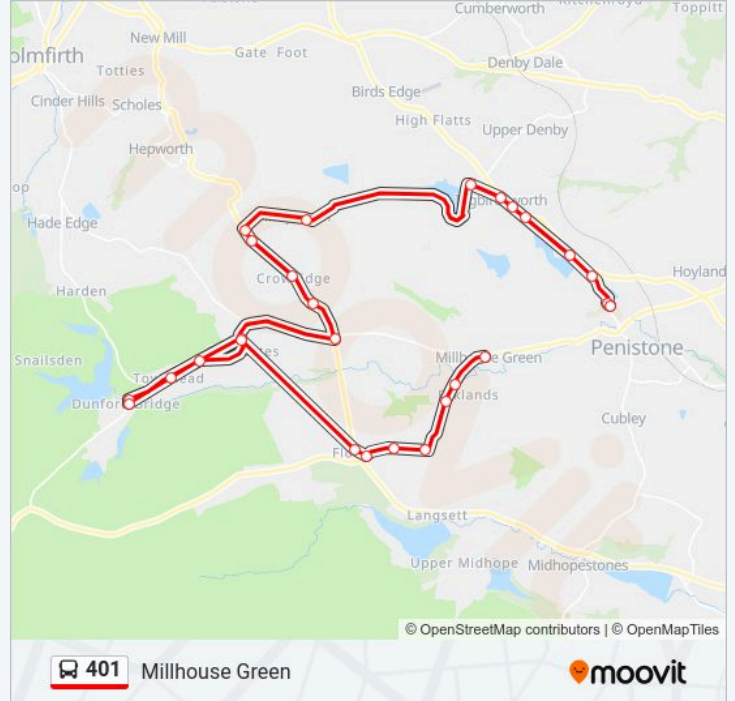 Cumberworth
Toppitt
New Mill
olmfirth
Gate Foot
Denby Dale
Totties
Cinder Hills
Scholes
Birds Edge
High Flatts
Upper Denby
Hepworth
op
Hade Edge
Crow Edge
Hoyland
Harden
Snailsden
Millhouse Green
Penistone
Dunford Bridge
Cubley
Langsett
Upper Midhope
Midhopestones
© OpenStreetMap contributors | © OpenMapTiles
401 Millhouse Green
moovit